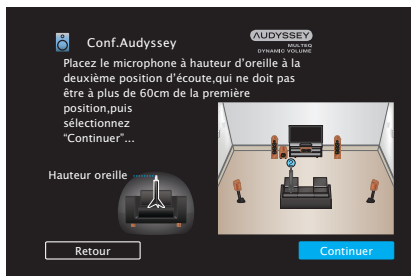 Conf.Audyssey
AUDYSSEY
MULTEQ
DYNAMIC VOLUME
Placez le microphone à hauteur d'oreille à la
deuxième position d'écoute,qui ne doit pas
être à plus de 60cm de la première
position,puis
sélectionnez
"Continuer"...
Hauteur oreille
Retour
Continuer